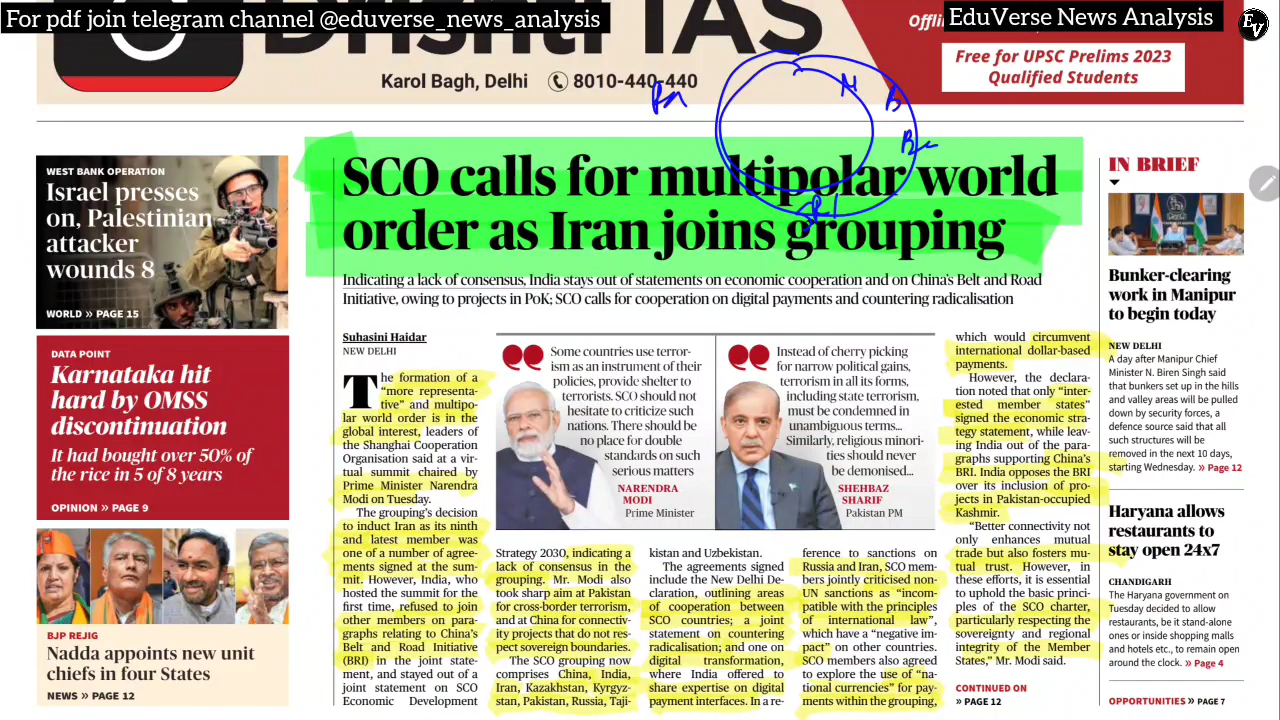 For pdf join telegram channel @eduverse_news_analysis
EduVerse News Analysis
EV
Karol Bagh, Delhi 8010-440-440
Free for UPSC Prelims 2023
Qualified Students
WEST BANK OPERATION
Israel presses
on, Palestinian
attacker
wounds 8
WORLD » PAGE 15
DATA POINT
Karnataka hit
hard by OMSS
discontinuation
It had bought over 50% of
the rice in 5 of 8 years
OPINION » PAGE 9
BJP REJIG
Nadda appoints new unit
chiefs in four States
NEWS » PAGE 12
SCO calls for multipolar world
order as Iran joins grouping
Indicating a lack of consensus, India stays out of statements on economic cooperation and on China's Belt and Road
Initiative, owing to projects in PoK; SCO calls for cooperation on digital payments and countering radicalisation
Suhasini Haidar
NEW DELHI
The formation of a
“more representa-
tive” and multipo-
lar world order is in the
global interest, leaders of
the Shanghai Cooperation
Organisation said at a vir-
tual summit chaired by
Prime Minister Narendra
Modi on Tuesday.
The grouping's decision
to induct Iran as its ninth
and latest member was
one of a number of agree-
ments signed at the sum-
mit. However, India, who
hosted the summit for the
first time, refused to join
other members on para-
graphs relating to China's
Belt and Road Initiative
(BRI) in the joint state-
ment, and stayed out of a
joint statement on SCO
Economic Development
Some countries use terror-
ism as an instrument of their
policies, provide shelter to
terrorists. SCO should not
hesitate to criticize such
nations. There should be
no place for double
standards on such
serious matters
NARENDRA
MODI
Prime Minister
Instead of cherry picking
for narrow political gains,
terrorism in all its forms,
including state terrorism,
must be condemned in
unambiguous terms...
Similarly, religious minori-
ties should never
be demonised...
SHEHBAZ
SHARIF
Pakistan PM
Strategy 2030, indicating a
lack of consensus in the
grouping. Mr. Modi also
took sharp aim at Pakistan
for cross-border terrorism,
and at China for connectiv-
ity projects that do not res-
pect sovereign boundaries.
The SCO grouping now
comprises China, India,
Iran, Kazakhstan, Kyrgyz-
stan, Pakistan, Russia, Taji-
kistan and Uzbekistan.
The agreements signed
include the New Delhi De-
claration, outlining areas
of cooperation between
SCO countries; a joint
statement on countering
radicalisation; and one on
digital transformation,
where India offered to
share expertise on digital
payment interfaces. In a re-
ference to sanctions on
Russia and Iran, SCO mem-
bers jointly criticised non-
UN sanctions as “incom-
patible with the principles
of international law”,
which have a “negative im-
pact” on other countries.
SCO members also agreed
to explore the use of “na-
tional currencies” for pay-
ments within the grouping,
which would circumvent
international dollar-based
payments.
However, the declara-
tion noted that only “inter-
ested member states”
signed the economic stra-
tegy statement, while leav-
ing India out of the para-
graphs supporting China's
BRI. India opposes the BRI
over its inclusion of pro-
jects in Pakistan-occupied
Kashmir.
“Better connectivity not
only enhances mutual
trade but also fosters mu-
tual trust. However, in
these efforts, it is essential
to uphold the basic princi-
ples of the SCO charter,
particularly respecting the
sovereignty and regional
integrity of the Member
States,” Mr. Modi said.
CONTINUED ON
» PAGE 12
IN BRIEF
Bunker-clearing
work in Manipur
to begin today
NEW DELHI
A day after Manipur Chief
Minister N. Biren Singh said
that bunkers set up in the hills
and valley areas will be pulled
down by security forces, a
defence source said that all
such structures will be
removed in the next 10 days,
starting Wednesday. » Page 12
Haryana allows
restaurants to
stay open 24x7
CHANDIGARH
The Haryana government on
Tuesday decided to allow
restaurants, be it stand-alone
ones or inside shopping malls
and hotels etc., to remain open
around the clock. » Page 4
OPPORTUNITIES » PAGE 7